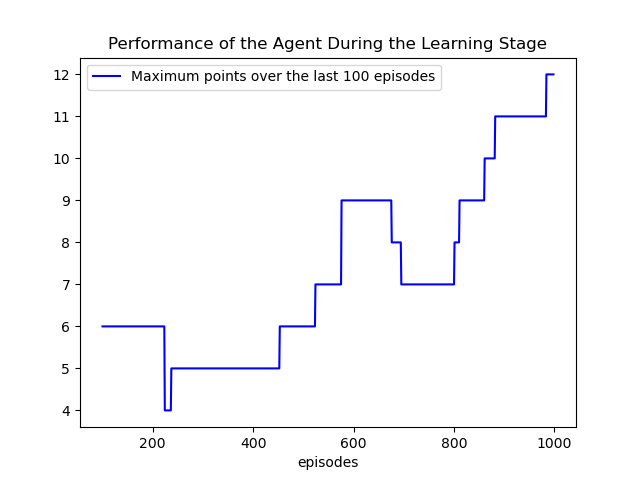 Performance of the Agent During the Learning Stage
Maximum points over the last 100 episodes
12
11
10
9
8
7
6
5
4
200 400 600 800 1000
episodes